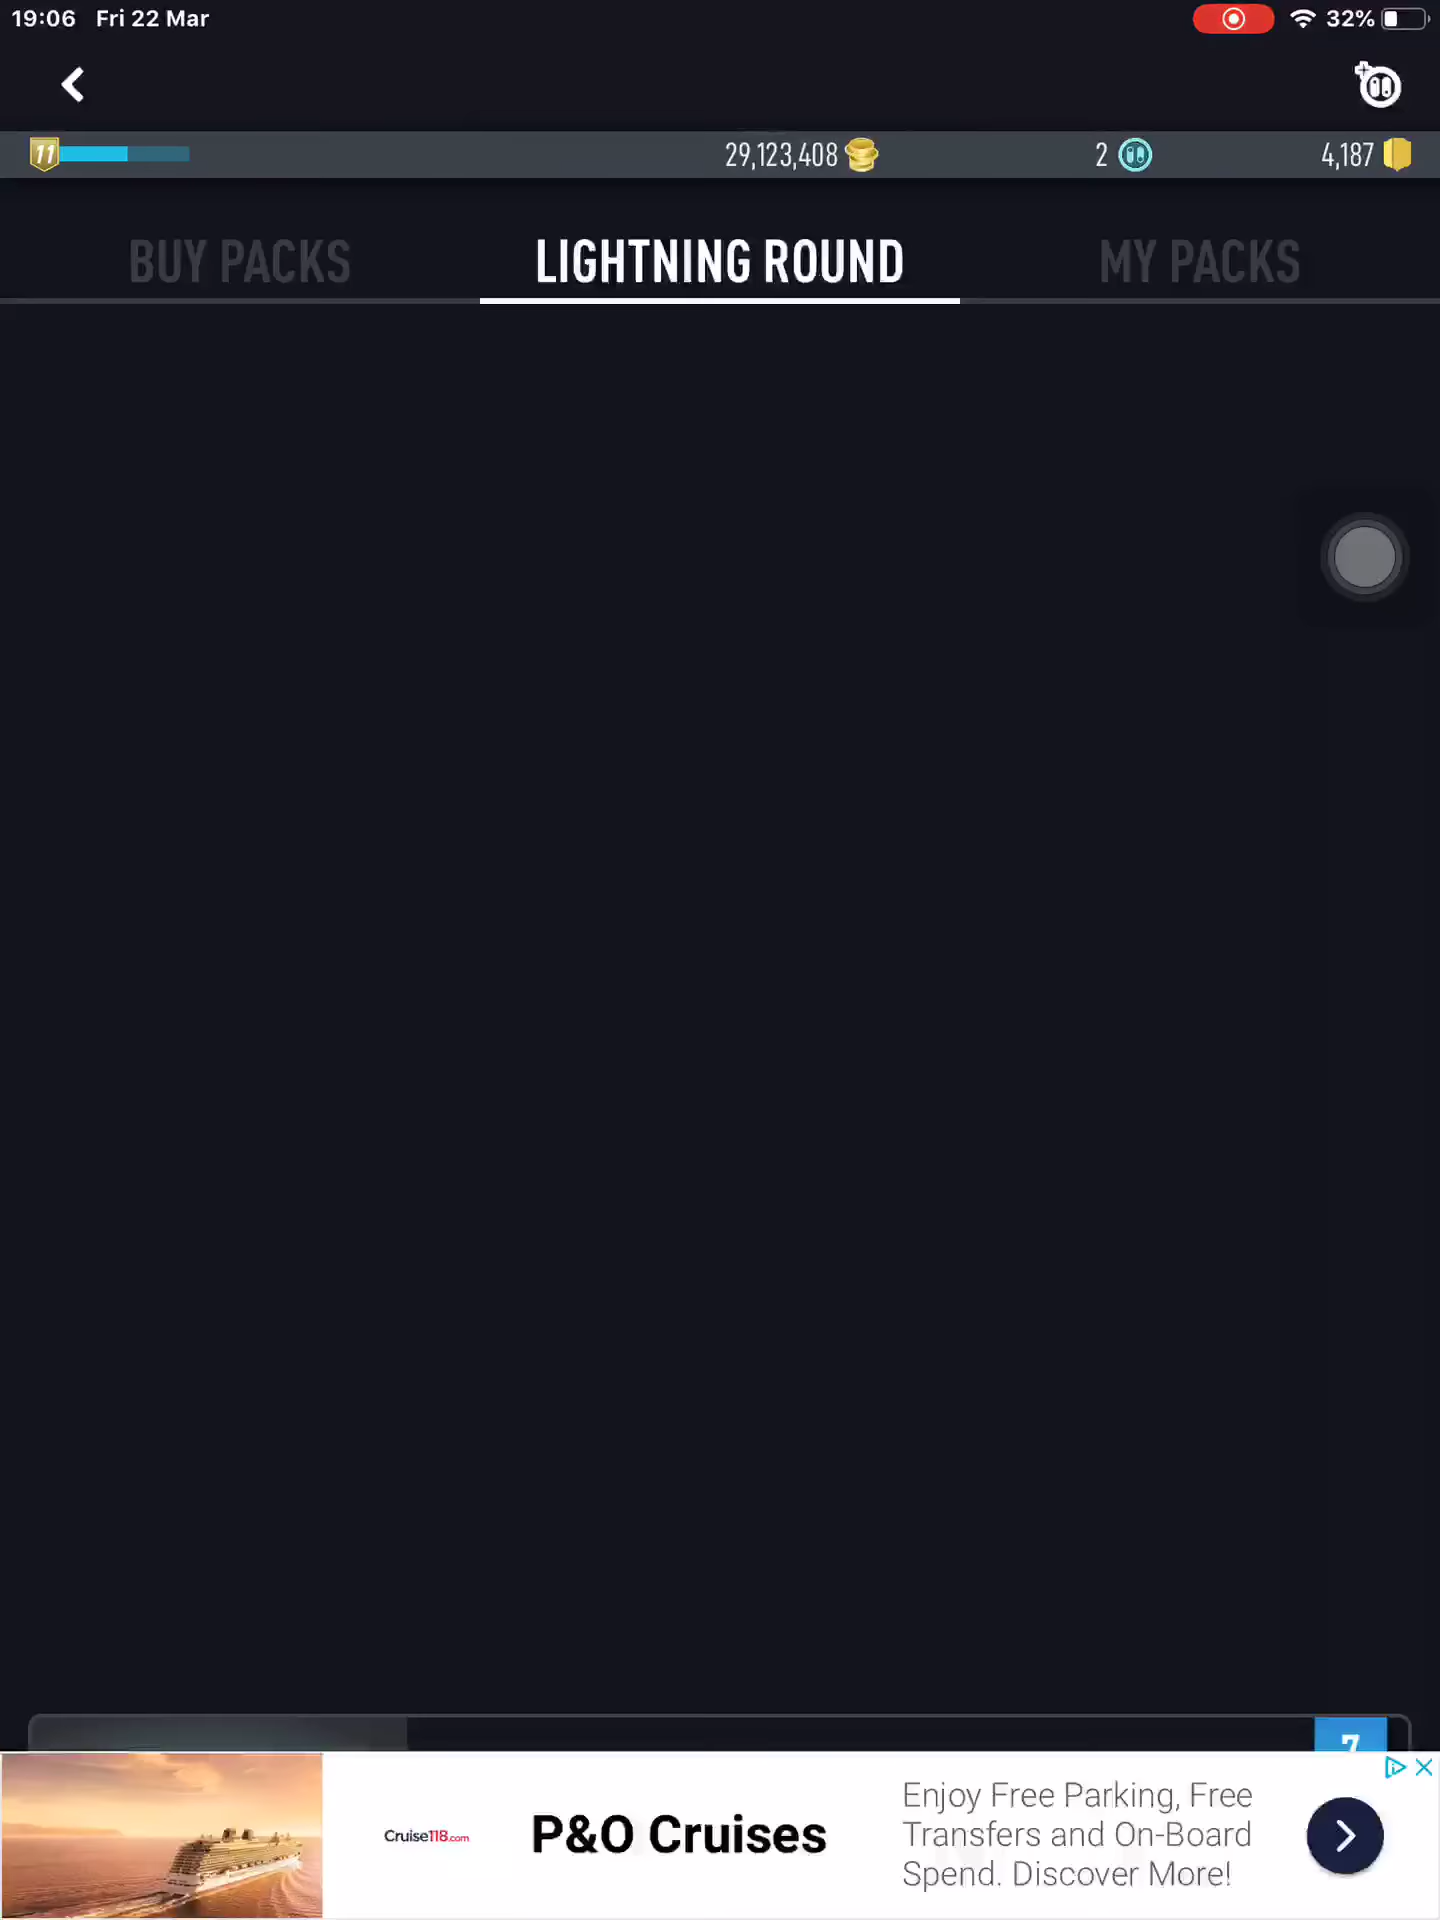 19:06 Fri 22 Mar
32%
11
29,123,408
2
4,187
BUY PACKS
LIGHTNING ROUND
MY PACKS
7
Cruise118.com
P&O Cruises
Enjoy Free Parking, Free
Transfers and On-Board
Spend. Discover More!